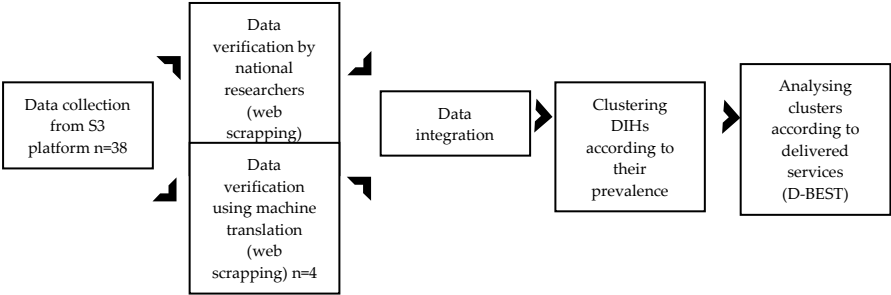 Data collection
from S3
platform n=38
Data
verification by
national
researchers
(web
scrapping)
Data
verification
using machine
translation
(web
scrapping) n=4
Data
integration
Clustering
DIHs
according to
their
prevalence
Analysing
clusters
according to
delivered
services
(D-BEST)